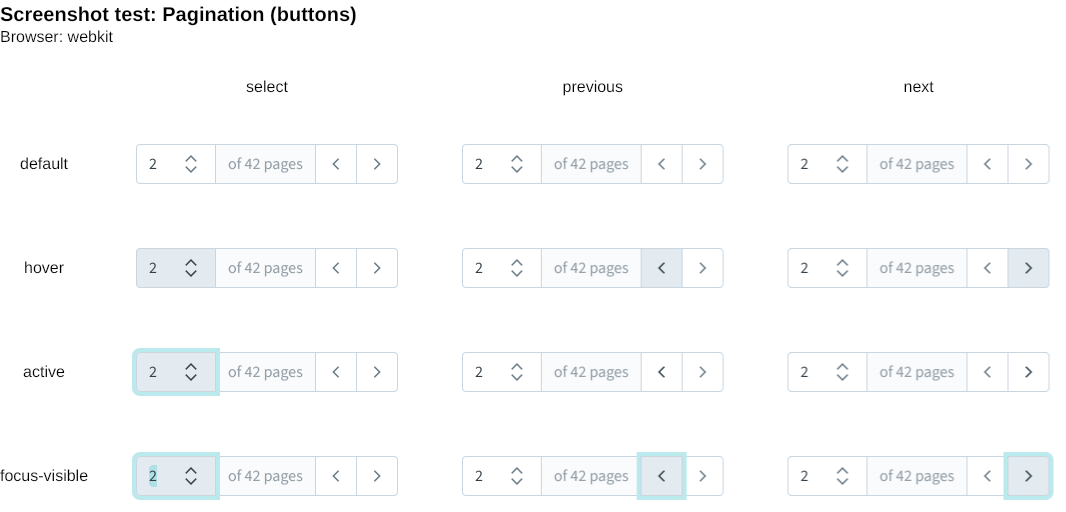 Screenshot test: Pagination (buttons)
Browser: webkit
select previous next
default 2 of 42 pages 2 of 42 pages 2 of 42 pages
hover 2 of 42 pages 2 of 42 pages 2 of 42 pages
active 2 of 42 pages 2 of 42 pages 2 of 42 pages
focus-visible 2 of 42 pages 2 of 42 pages 2 of 42 pages